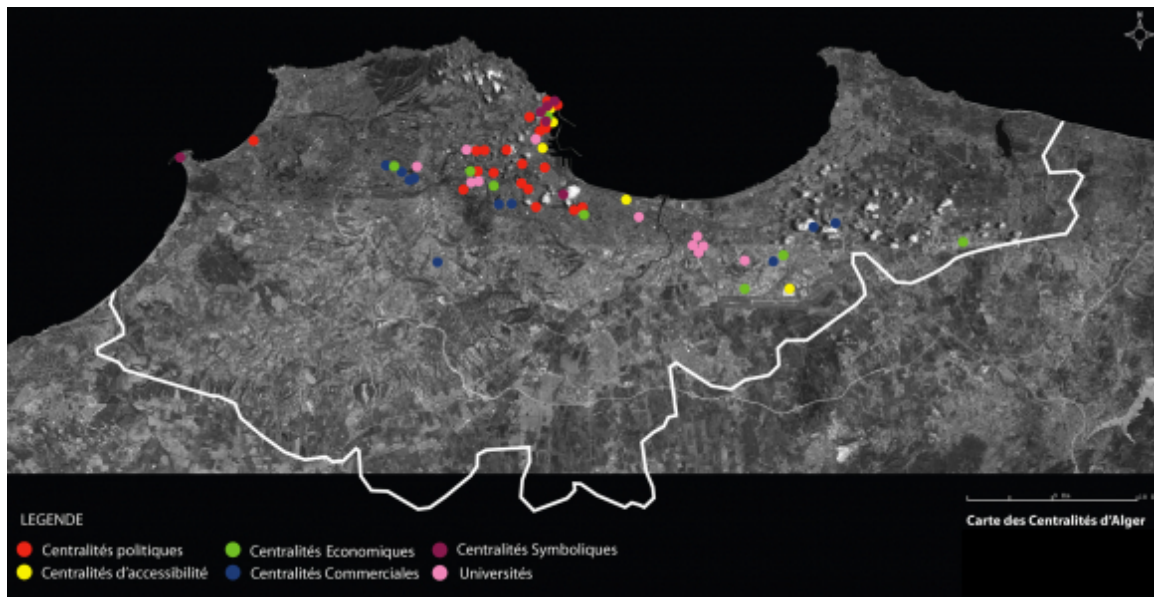 N
LEGENDE
Centralités politiques
Centralités Economiques
Centralités Symboliques
Centralités d'accessibilité
Centralités Commerciales
Universités
Carte des Centralités d'Alger